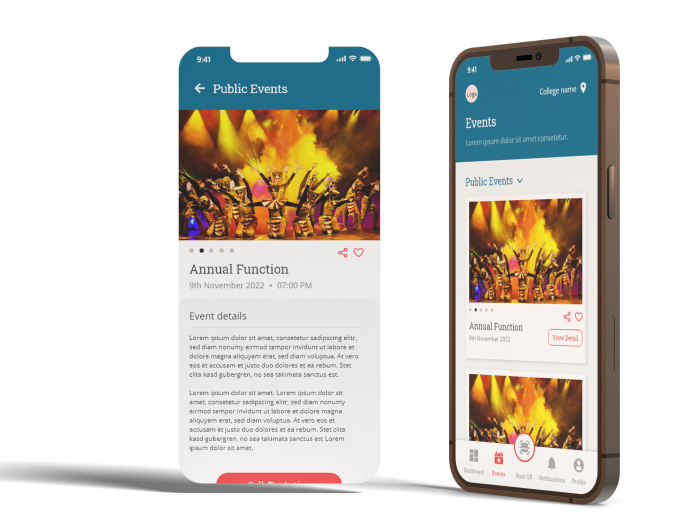 9:41
Public Events
Annual Function
9th November 2022 • 07:00 PM
Event details
Lorem ipsum dolor sit amet, consetetur sadipscing elitr,
sed diam nonumy eirmod tempor invidunt ut labore et
dolore magna aliquyam erat, sed diam voluptua. At vero
eos et accusam et justo duo dolores et ea rebum. Stet
clita kasd gubergren, no sea takimata sanctus est.
Lorem ipsum dolor sit amet. Lorem ipsum dolor sit
amet, consetetur sadipscing elitr, sed diam nonumy
eirmod tempor invidunt ut labore et dolore magna
aliquyam erat, sed diam voluptua. At vero eos et
accusam et justo duo dolores et ea rebum. Stet clita
kasd gubergren, no sea takimata sanctus est Lorem
ipsum dolor sit amet.
9:41
Logo
College name
Events
Lorem ipsum dolor sit amet consetetur.
Public Events
Annual Function
9th November 2022
View Detail
Dashboard
Events
Scan QR
Notifications
Profile